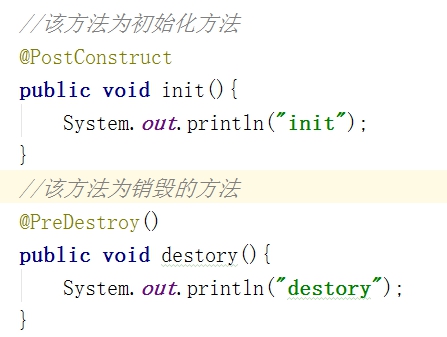 //该方法为初始化方法
@PostConstruct
public void init(){
    System.out.println("init");
}
//该方法为销毁的方法
@PreDestroy()
public void destory(){
    System.out.println("destory");
}